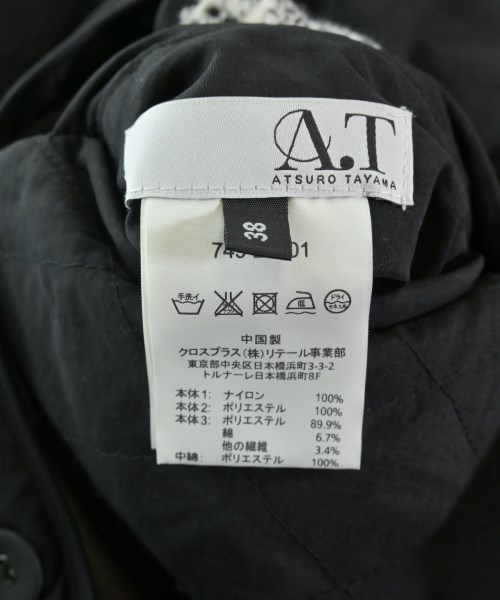 A.T
ATSURO TAYAMA
38
手洗イ
ドライ
中国製
クロスプラス(株)リテール事業部
東京都中央区日本橋浜町3-3-2
トルナーレ日本橋浜町8F
本体1: ナイロン 100%
本体2: ポリエステル 100%
本体3: ポリエステル 89.9%
綿 6.7%
他の繊維 3.4%
中綿: ポリエステル 100%